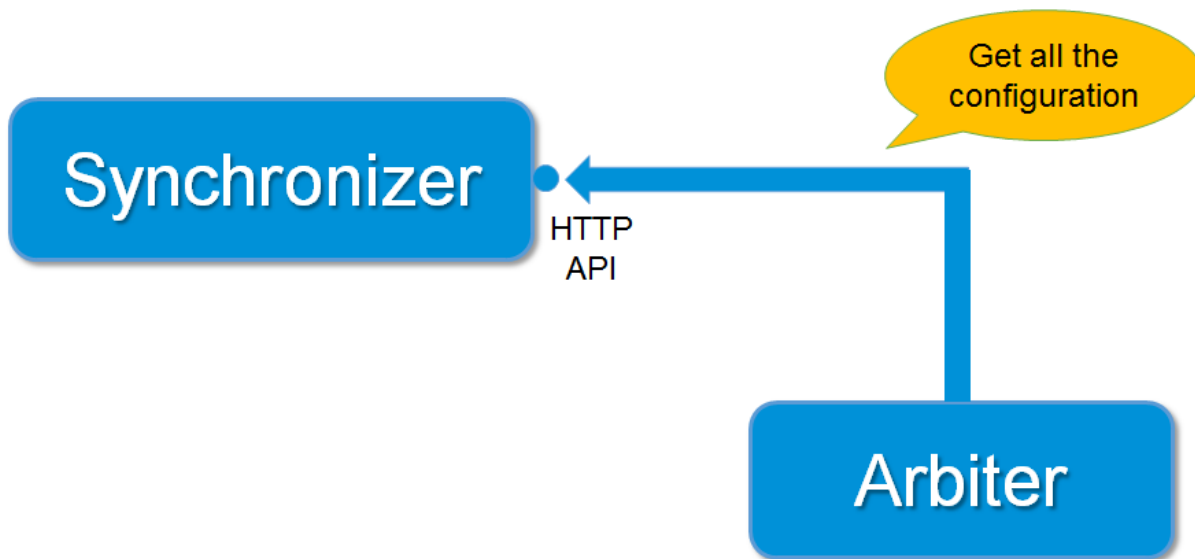 Get all the
configuration
Synchronizer
HTTP
API
Arbiter